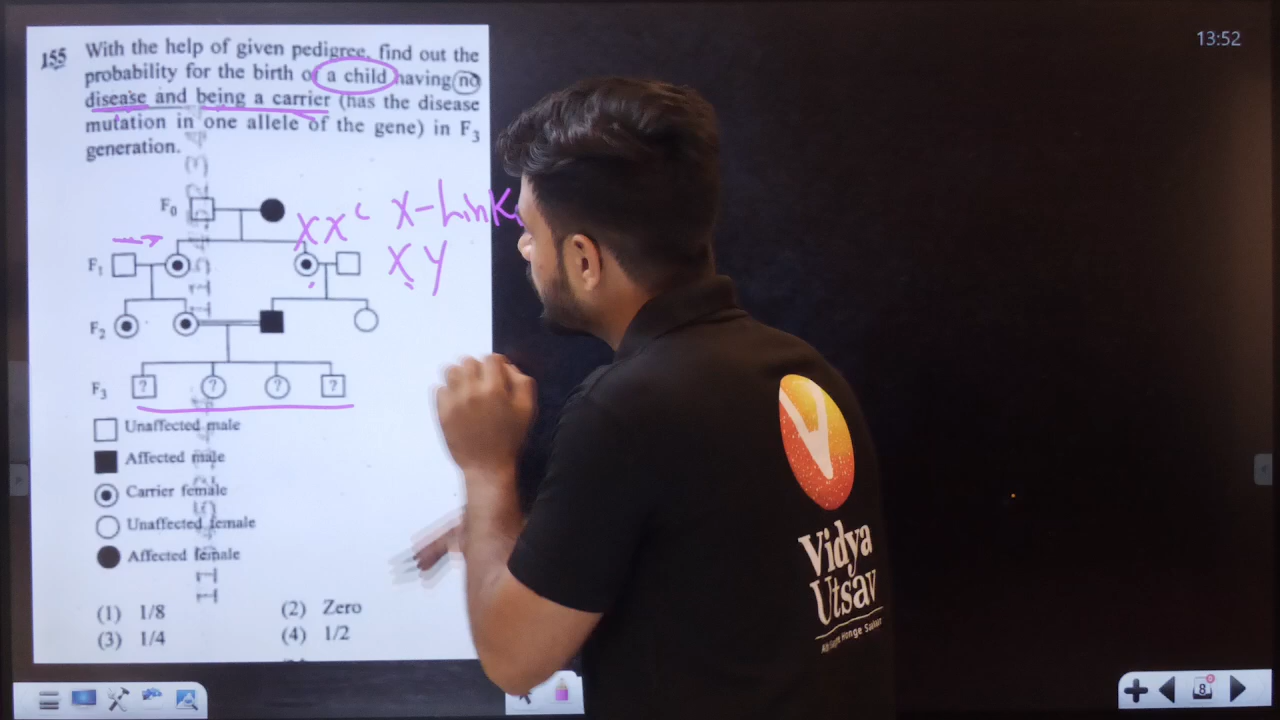 13:52
155 With the help of given pedigree, find out the
probability for the birth of a child having no
disease and being a carrier (has the disease
mutation in one allele of the gene) in F3
generation.
F0
X X^c X-Link
F1
X Y
F2
F3 ? ? ? ?
Unaffected male
Affected male
Carrier female
Unaffected female
Affected female
(1) 1/8 (2) Zero
(3) 1/4 (4) 1/2
Vidya
Utsav
8